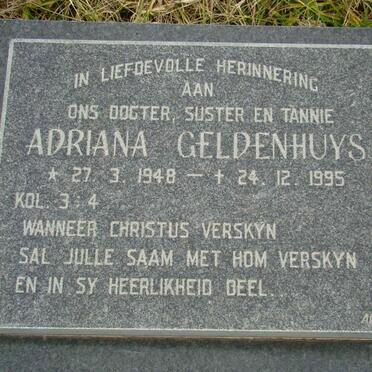 IN LIEFDEVOLLE HERINNERING
AAN
ONS DOGTER, SUSTER EN TANNIE
ADRIANA GELDENHUYS
* 27. 3. 1948 – + 24. 12. 1995
KOL. 3:4
WANNEER CHRISTUS VERSKYN
SAL JULLE SAAM MET HOM VERSKYN
EN IN SY HEERLIKHEID DEEL...